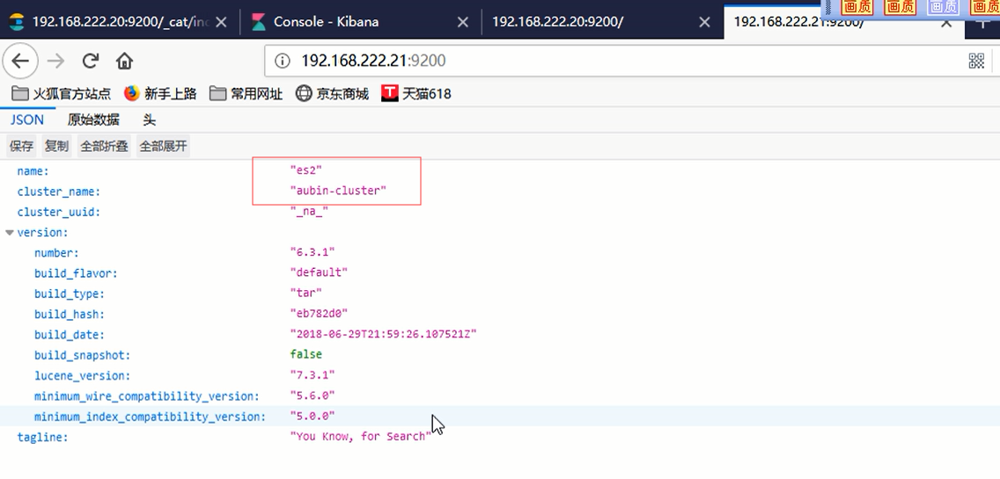 画质 画质 画质 画质
192.168.222.20:9200/_cat/inc Console - Kibana 192.168.222.20:9200/ 192.168.222.21:9200/
192.168.222.21:9200
火狐官方站点 新手上路 常用网址 京东商城 T 天猫618
JSON 原始数据 头
保存 复制 全部折叠 全部展开
name: "es2"
cluster_name: "aubin-cluster"
cluster_uuid: "_na_"
version:
number: "6.3.1"
build_flavor: "default"
build_type: "tar"
build_hash: "eb782d0"
build_date: "2018-06-29T21:59:26.107521Z"
build_snapshot: false
lucene_version: "7.3.1"
minimum_wire_compatibility_version: "5.6.0"
minimum_index_compatibility_version: "5.0.0"
tagline: "You Know, for Search"